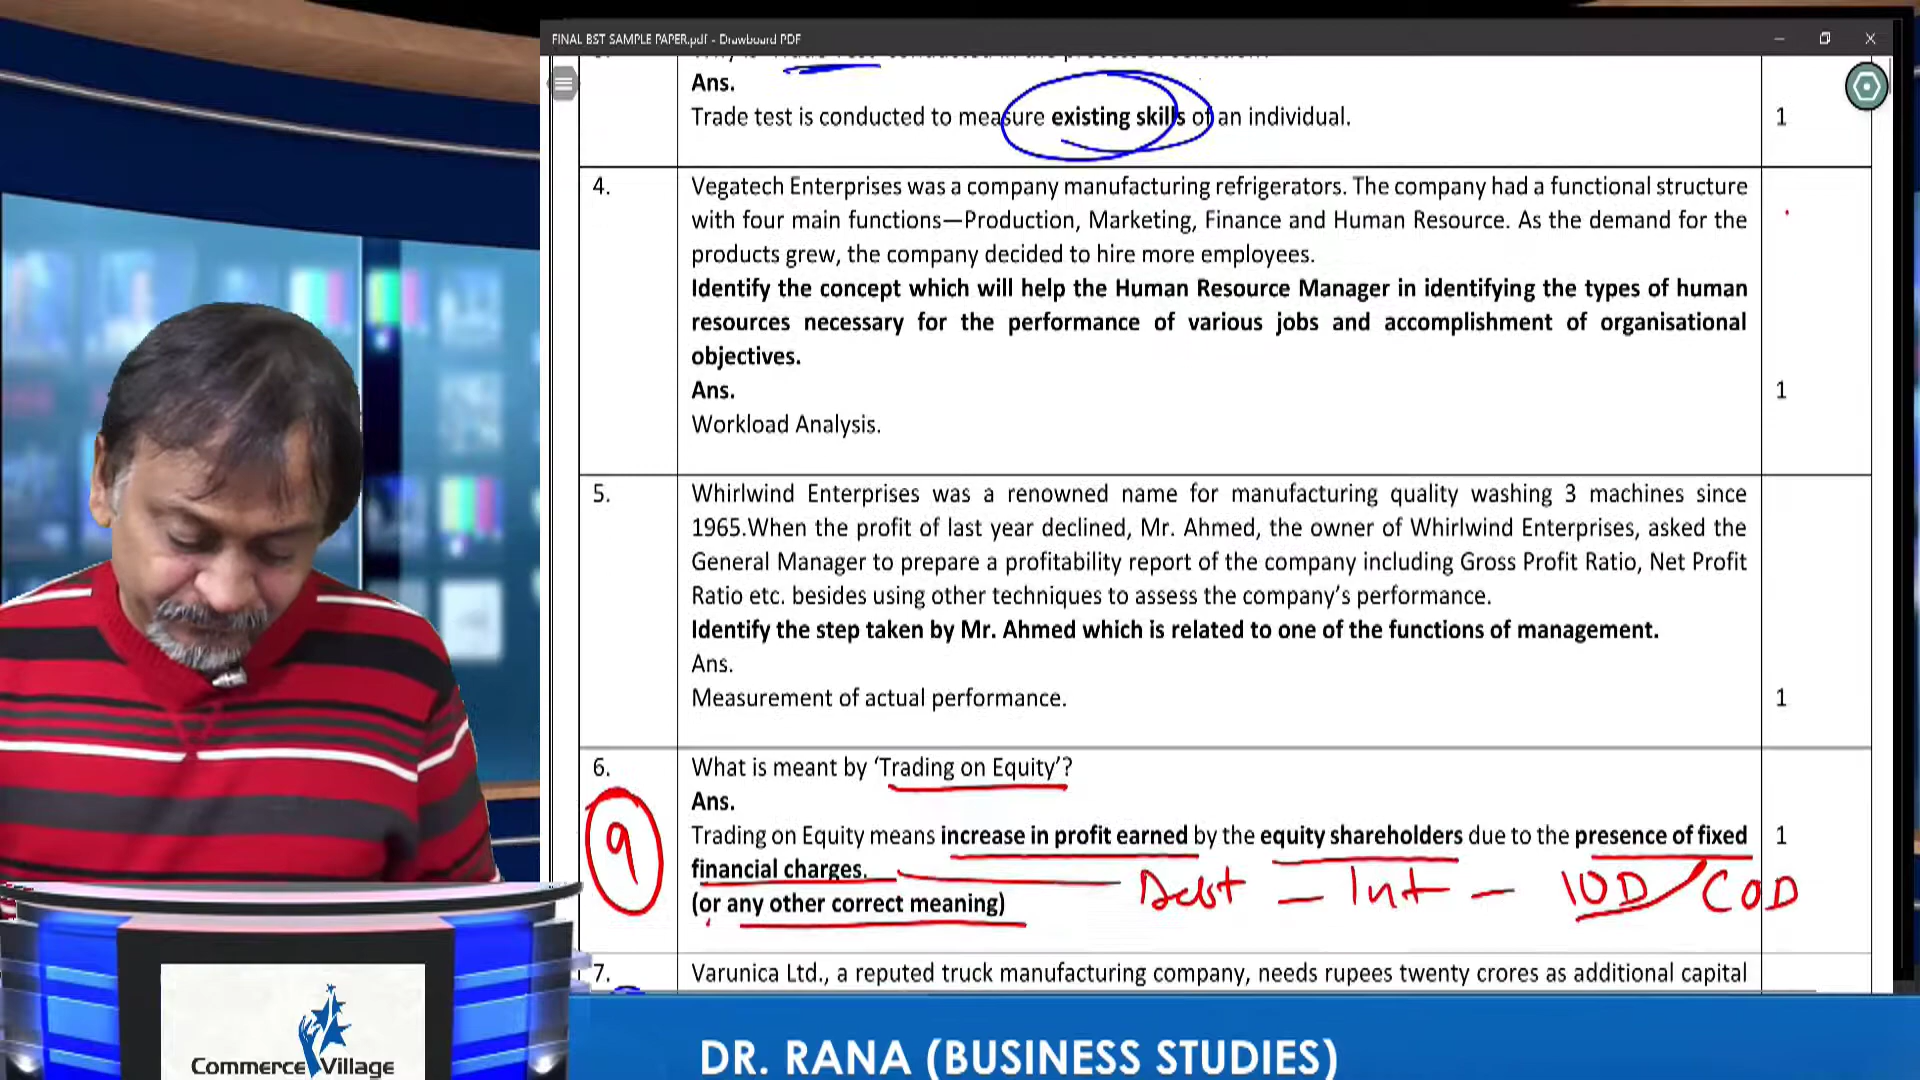 FINAL BST SAMPLE PAPER.pdf - Drawboard PDF
Ans.
Trade test is conducted to measure existing skills of an individual.
1
4.
Vegatech Enterprises was a company manufacturing refrigerators. The company had a functional structure
with four main functions—Production, Marketing, Finance and Human Resource. As the demand for the
products grew, the company decided to hire more employees.
Identify the concept which will help the Human Resource Manager in identifying the types of human
resources necessary for the performance of various jobs and accomplishment of organisational
objectives.
Ans.
1
Workload Analysis.
5.
Whirlwind Enterprises was a renowned name for manufacturing quality washing 3 machines since
1965.When the profit of last year declined, Mr. Ahmed, the owner of Whirlwind Enterprises, asked the
General Manager to prepare a profitability report of the company including Gross Profit Ratio, Net Profit
Ratio etc. besides using other techniques to assess the company's performance.
Identify the step taken by Mr. Ahmed which is related to one of the functions of management.
Ans.
Measurement of actual performance.
1
6.
What is meant by 'Trading on Equity'?
Ans.
Trading on Equity means increase in profit earned by the equity shareholders due to the presence of fixed
1
9
financial charges.
Debt – Int – IOD/COD
(or any other correct meaning)
7.
Varunica Ltd., a reputed truck manufacturing company, needs rupees twenty crores as additional capital
Commerce Village
DR. RANA (BUSINESS STUDIES)